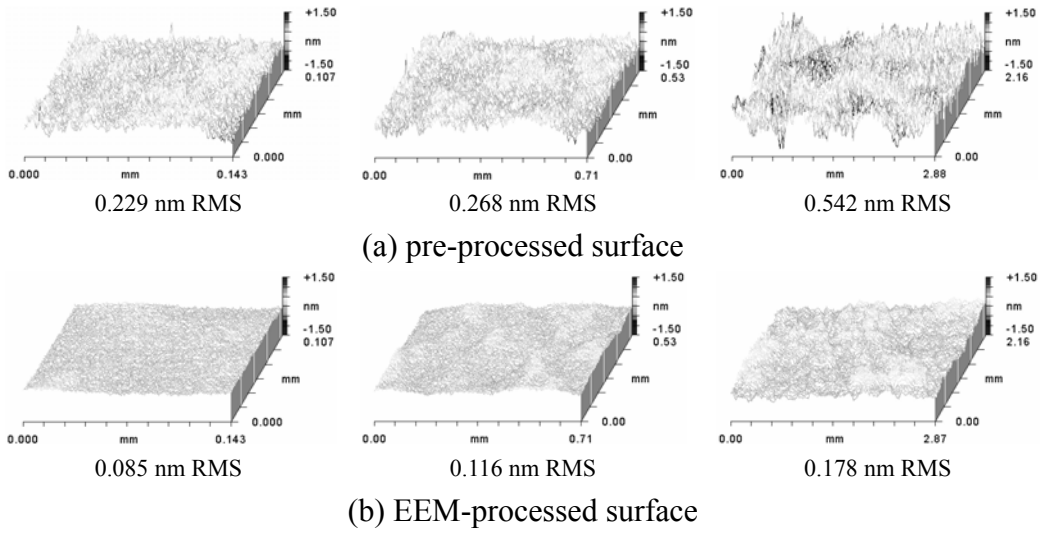 +1.50 +1.50 +1.50
nm nm nm
-1.50 -1.50 -1.50
0.107 0.53 2.16
mm mm mm
0.000 0.00 0.00
0.000 mm 0.143 0.00 mm 0.71 0.00 mm 2.88
0.229 nm RMS 0.268 nm RMS 0.542 nm RMS
(a) pre-processed surface
+1.50 +1.50 +1.50
nm nm nm
-1.50 -1.50 -1.50
0.107 0.53 2.16
mm mm mm
0.000 0.00 0.00
0.000 mm 0.143 0.00 mm 0.71 0.00 mm 2.87
0.085 nm RMS 0.116 nm RMS 0.178 nm RMS
(b) EEM-processed surface